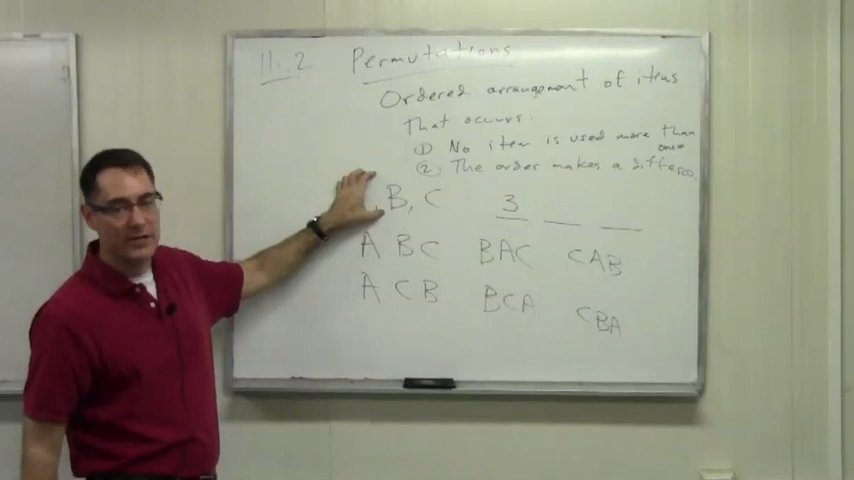 11.2 Permutations
Ordered arrangement of items
That occurs:
① No item is used more than once
② The order makes a difference.
, B, C 3 _ _
A B C BAC CAB
A C B BCA CBA